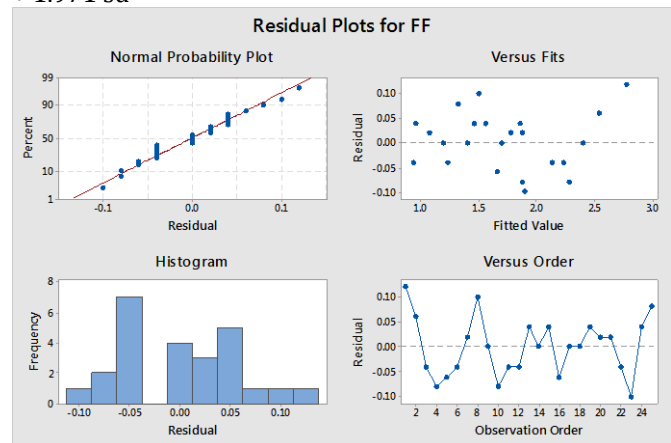 Residual Plots for FF
Normal Probability Plot
99
90
50
10
1
Percent
-0.1
0.0
0.1
Residual
Versus Fits
0.10
0.05
0.00
-0.05
-0.10
Residual
1.0
1.5
2.0
2.5
3.0
Fitted Value
Histogram
8
6
4
2
0
Frequency
-0.10
-0.05
0.00
0.05
0.10
Residual
Versus Order
0.10
0.05
0.00
-0.05
-0.10
Residual
2 4 6 8 10 12 14 16 18 20 22 24
Observation Order